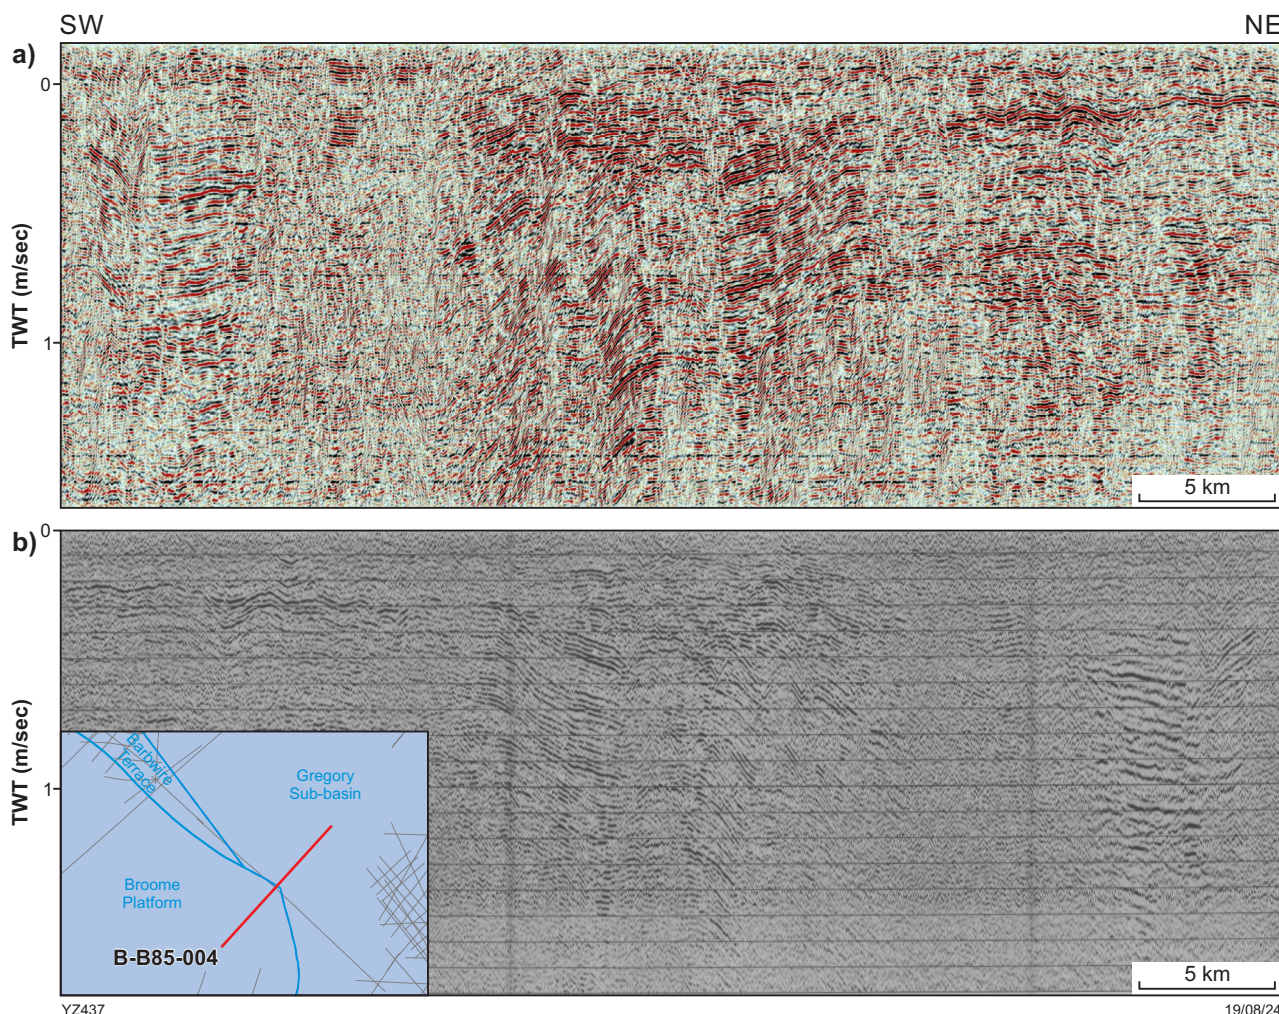 SW
NE
a)
0
TWT (m/sec)
1
5 km
b)
0
TWT (m/sec)
1
Barbwire
Terrace
Gregory
Sub-basin
Broome
Platform
B-B85-004
5 km
YZ437
19/08/24